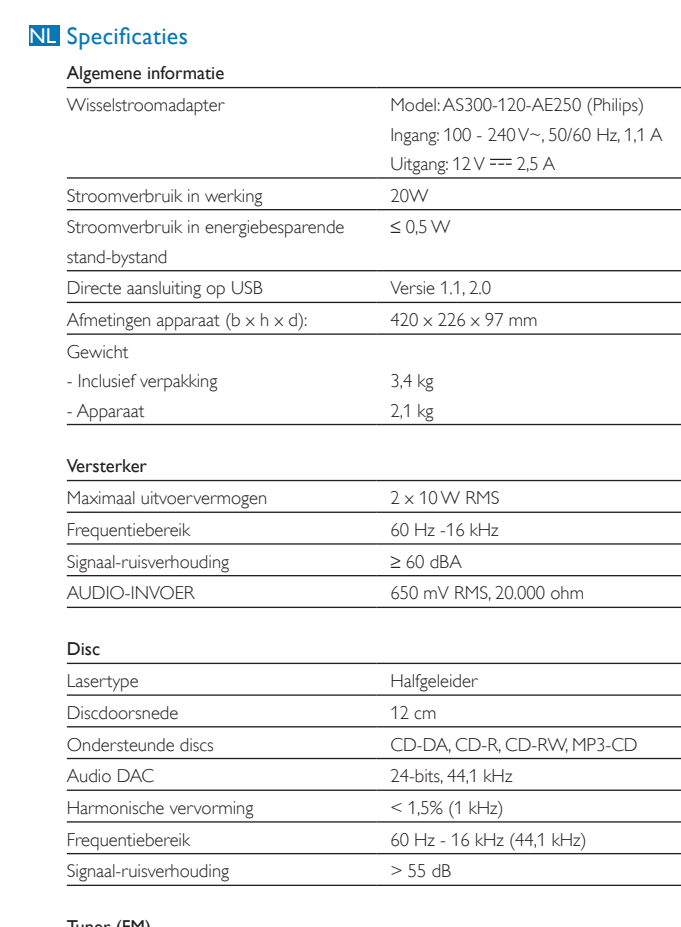 NL Specificaties
Algemene informatie
Wisselstroomadapter Model: AS300-120-AE250 (Philips)
Ingang: 100 - 240 V~, 50/60 Hz, 1,1 A
Uitgang: 12 V ⎓ 2,5 A
Stroomverbruik in werking 20W
Stroomverbruik in energiebesparende ≤ 0,5 W
stand-bystand
Directe aansluiting op USB Versie 1.1, 2.0
Afmetingen apparaat (b x h x d): 420 x 226 x 97 mm
Gewicht
- Inclusief verpakking 3,4 kg
- Apparaat 2,1 kg
Versterker
Maximaal uitvoervermogen 2 x 10 W RMS
Frequentiebereik 60 Hz -16 kHz
Signaal-ruisverhouding ≥ 60 dBA
AUDIO-INVOER 650 mV RMS, 20.000 ohm
Disc
Lasertype Halfgeleider
Discdoorsnede 12 cm
Ondersteunde discs CD-DA, CD-R, CD-RW, MP3-CD
Audio DAC 24-bits, 44,1 kHz
Harmonische vervorming < 1,5% (1 kHz)
Frequentiebereik 60 Hz - 16 kHz (44,1 kHz)
Signaal-ruisverhouding > 55 dB
Tuner (FM)